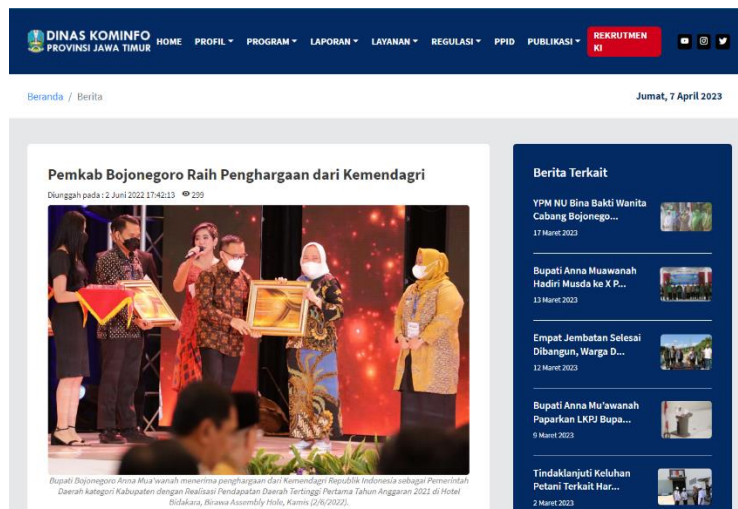 DINAS KOMINFO
PROVINSI JAWA TIMUR
HOME PROFIL PROGRAM LAPORAN LAYANAN REGULASI PPID PUBLIKASI REKRUTMEN KI
Beranda / Berita
Jumat, 7 April 2023
Pemkab Bojonegoro Raih Penghargaan dari Kemendagri
Diunggah pada : 2 Juni 2022 17:42:13 299
Bupati Bojonegoro Anna Mua'wanah menerima penghargaan dari Kemendagri Republik Indonesia sebagai Pemerintah
Daerah kategori Kabupaten dengan Realisasi Pendapatan Daerah Tertinggi Pertama Tahun Anggaran 2021 di Hotel
Bidakara, Birawa Assembly Hole, Kamis (2/6/2022).
Berita Terkait
YPM NU Bina Bakti Wanita
Cabang Bojonego...
17 Maret 2023
Bupati Anna Muawanah
Hadiri Musda ke X P...
13 Maret 2023
Empat Jembatan Selesai
Dibangun, Warga D...
12 Maret 2023
Bupati Anna Mu'awanah
Paparkan LKPJ Bupa...
9 Maret 2023
Tindaklanjuti Keluhan
Petani Terkait Har...
2 Maret 2023